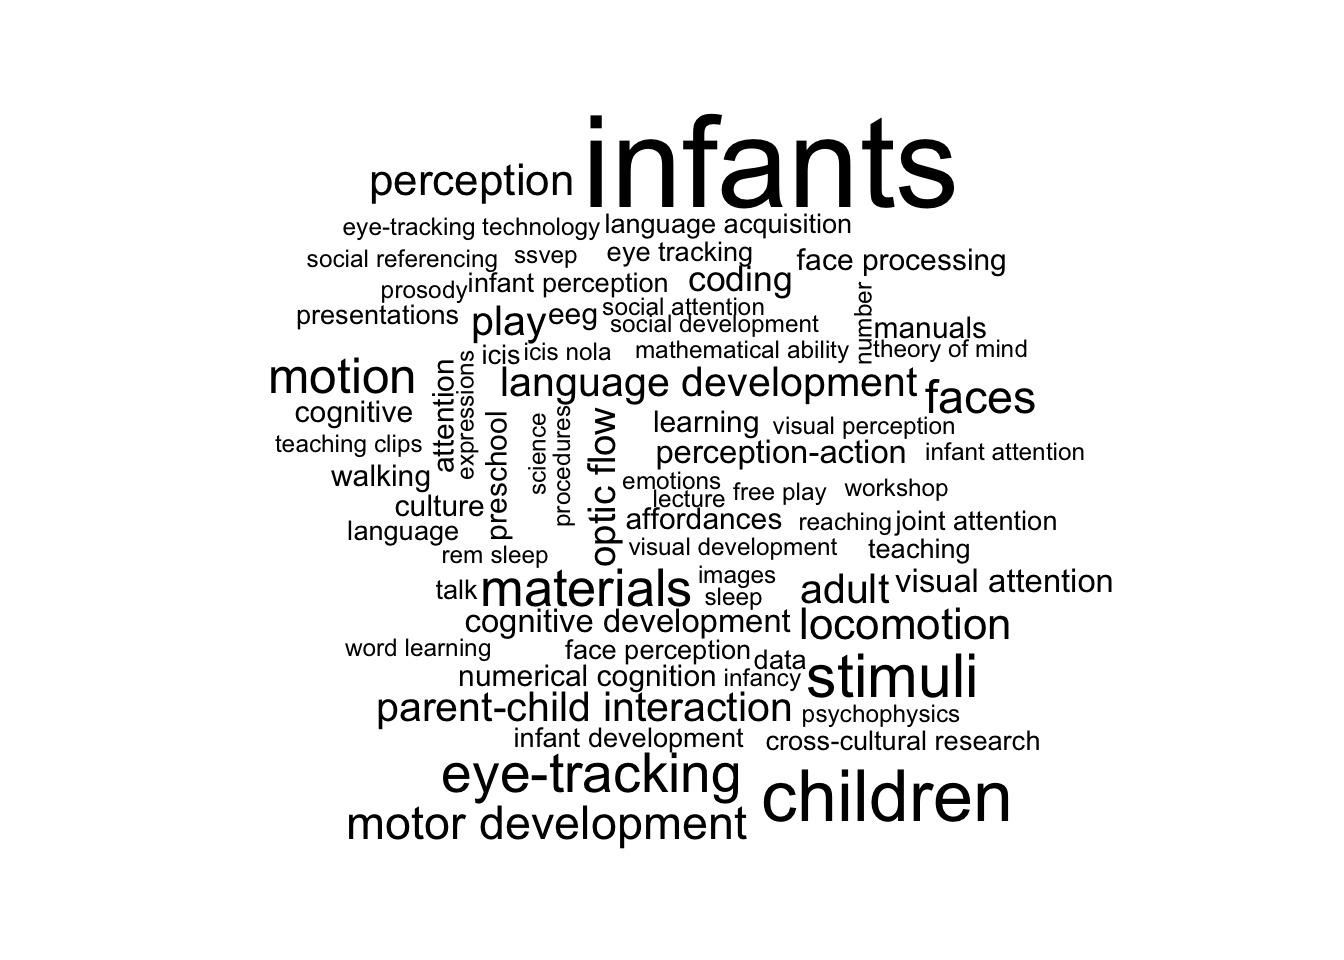 infants
perception
eye-tracking technology
language acquisition
social referencing
ssvep
eye tracking
face processing
prosody
infant perception
coding
presentations
play
eeg
social attention
social development
number
manuals
icis
icis nola
mathematical ability
theory of mind
motion
attention
expressions
language development
faces
cognitive
preschool
science
procedures
optic flow
learning
visual perception
teaching clips
perception-action
infant attention
walking
emotions
lecture
free play
workshop
culture
affordances
reaching
joint attention
language
rem sleep
visual development
teaching
talk
materials
images
sleep
adult
visual attention
cognitive development
locomotion
word learning
face perception
data
numerical cognition
infancy
stimuli
parent-child interaction
psychophysics
infant development
cross-cultural research
eye-tracking
children
motor development